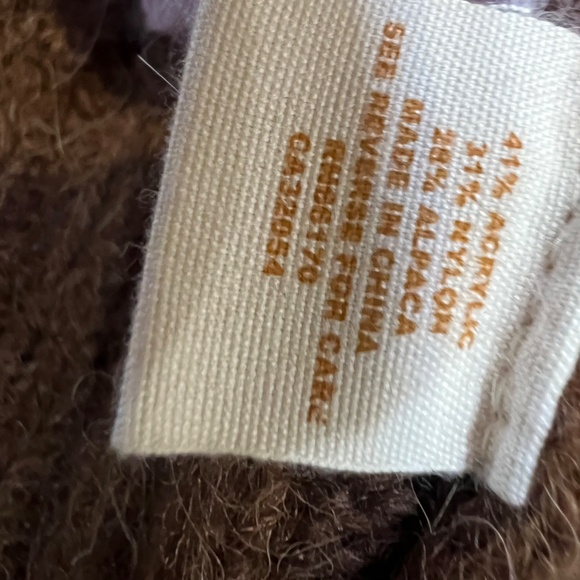 41% ACRYLIC
31% NYLON
28% ALPACA
MADE IN CHINA
SEE REVERSE FOR CARE
RN86170
CA32054